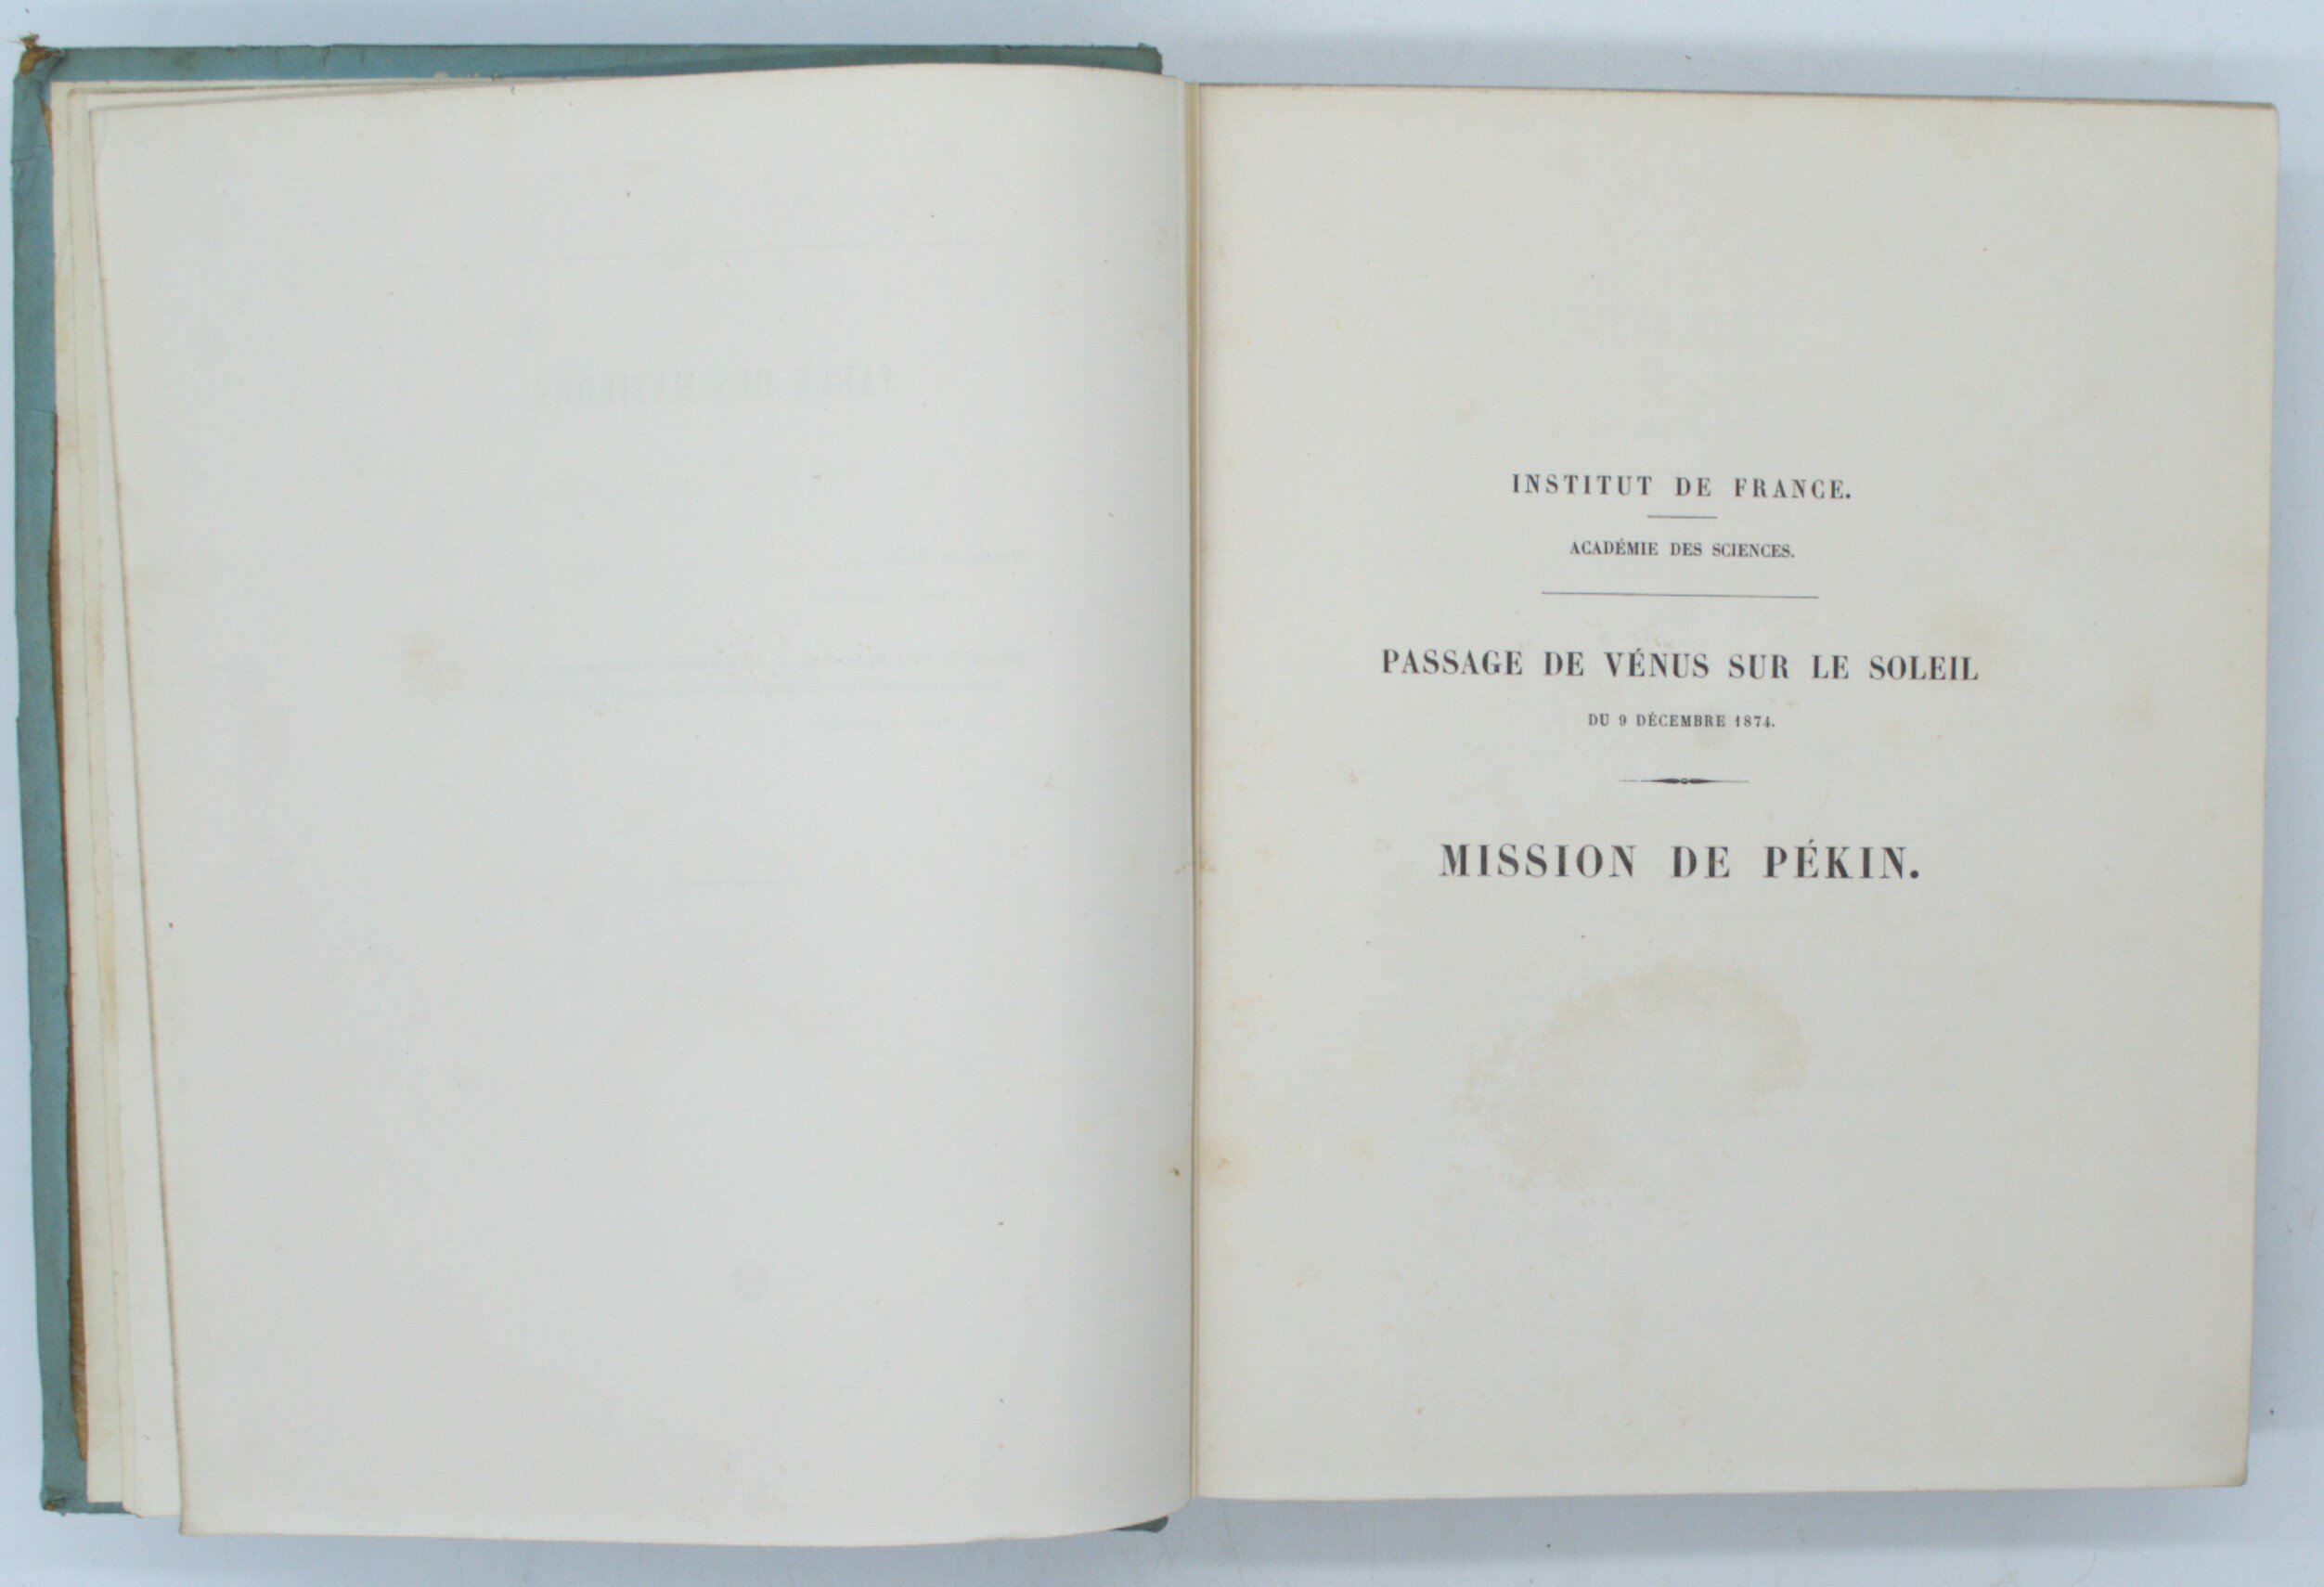 INSTITUT DE FRANCE.
ACADÉMIE DES SCIENCES.
PASSAGE DE VÉNUS SUR LE SOLEIL
DU 9 DÉCEMBRE 1874.
MISSION DE PÉKIN.